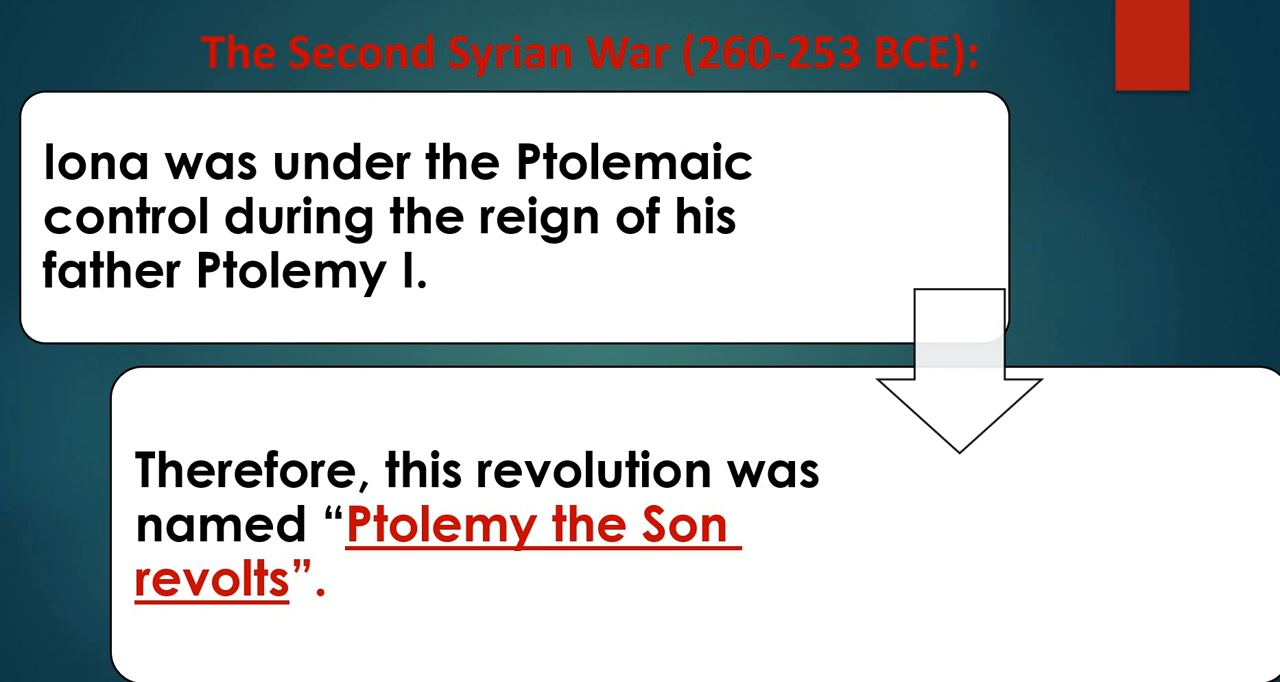 The Second Syrian War (260-253 BCE):
Iona was under the Ptolemaic
control during the reign of his
father Ptolemy I.
Therefore, this revolution was
named “Ptolemy the Son
revolts”.